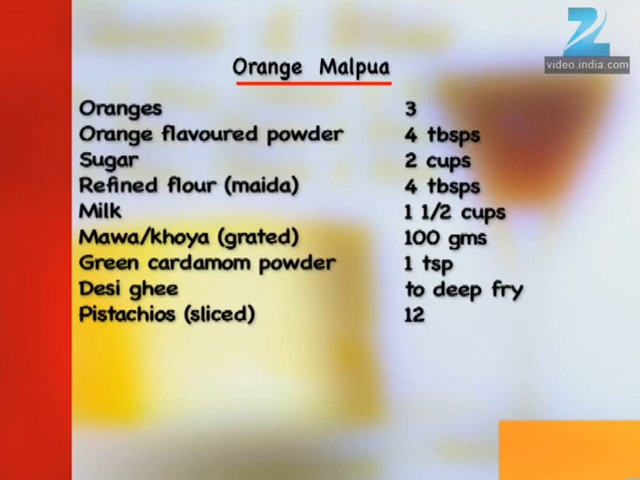 Z
video.india.com
Orange Malpua
Oranges 3
Orange flavoured powder 4 tbsps
Sugar 2 cups
Refined flour (maida) 4 tbsps
Milk 1 1/2 cups
Mawa/khoya (grated) 100 gms
Green cardamom powder 1 tsp
Desi ghee to deep fry
Pistachios (sliced) 12